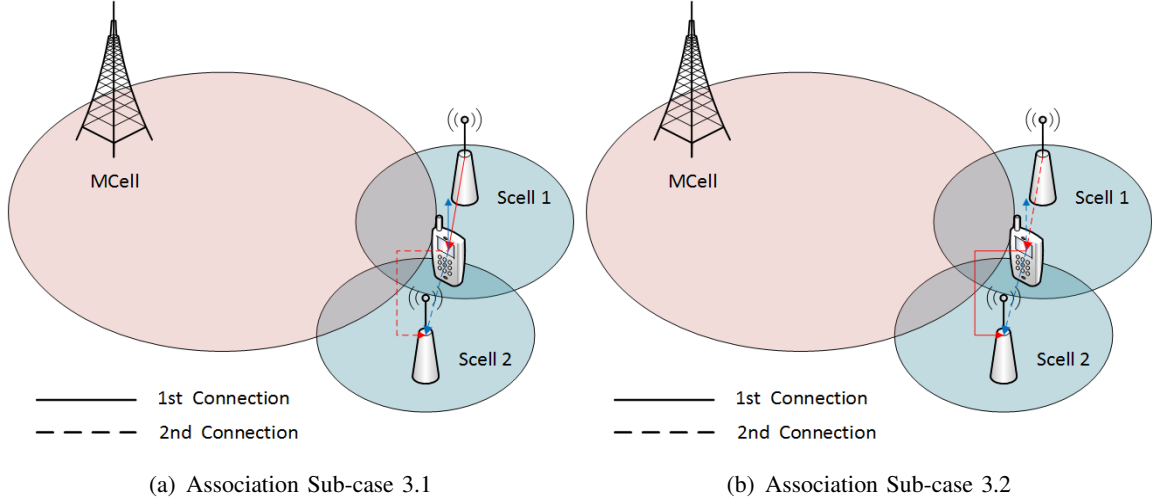 MCell
Scell 1
Scell 2
1st Connection
2nd Connection
(a) Association Sub-case 3.1
MCell
Scell 1
Scell 2
1st Connection
2nd Connection
(b) Association Sub-case 3.2